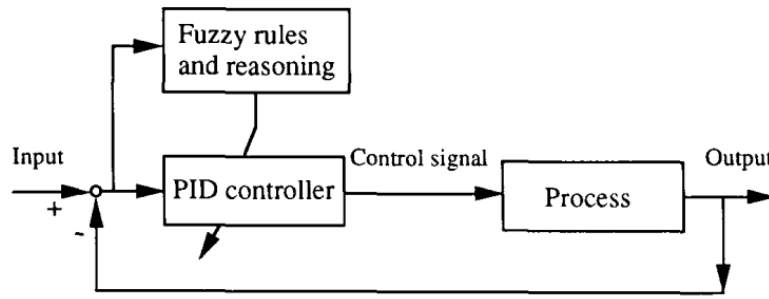 Fuzzy rules
and reasoning
Input
Control signal
Output
+
PID controller
Process
-